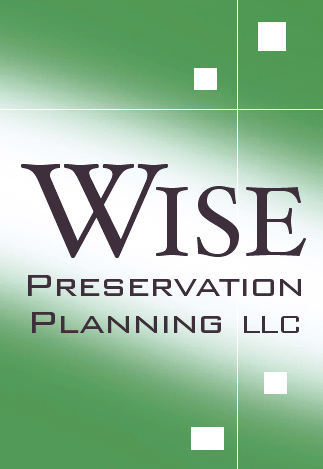 WISE
PRESERVATION
PLANNING LLC